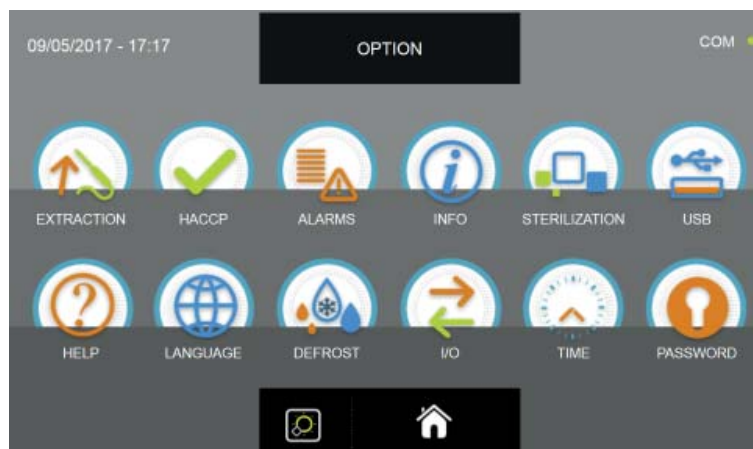 09/05/2017 - 17:17
OPTION
COM
EXTRACTION
HACCP
ALARMS
INFO
STERILIZATION
USB
HELP
LANGUAGE
DEFROST
I/O
TIME
PASSWORD